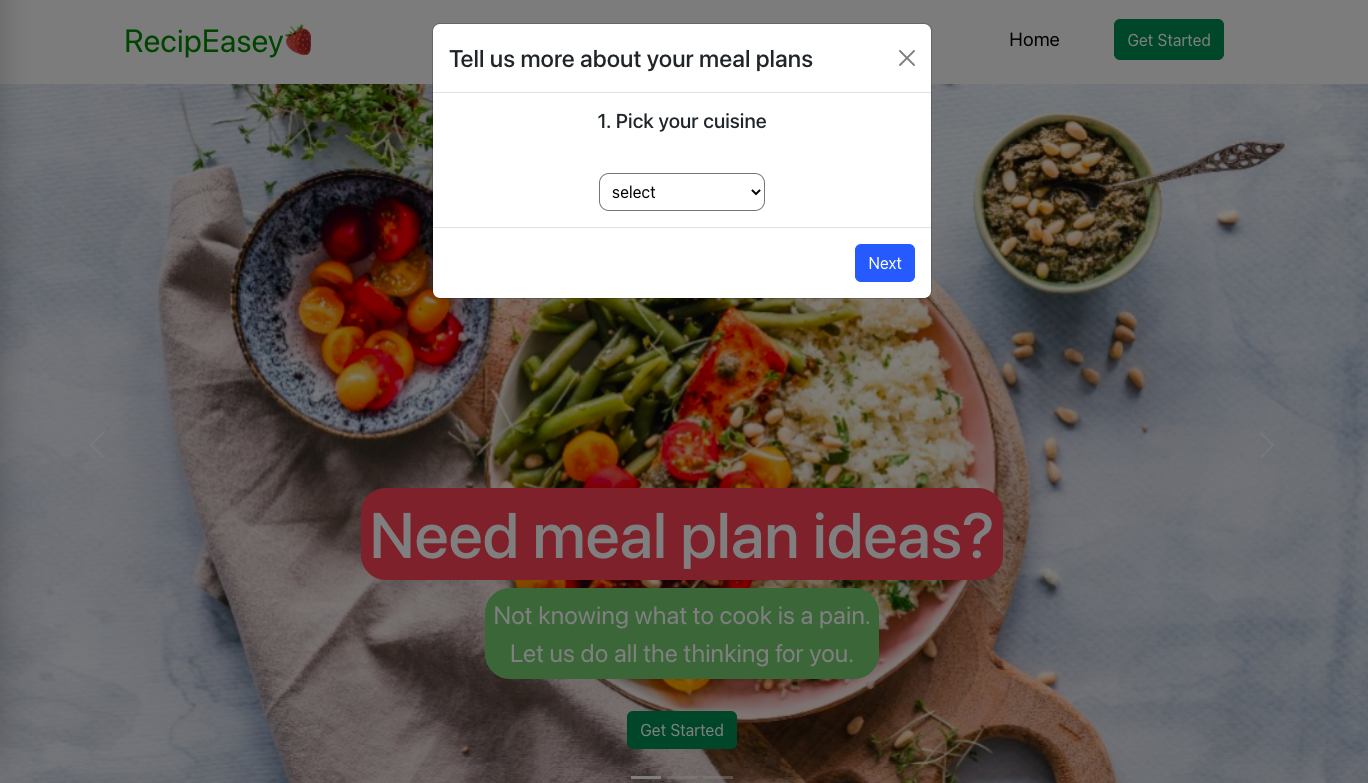 RecipEasey🍓
Home
Get Started
Tell us more about your meal plans
1. Pick your cuisine
select
Next
Need meal plan ideas?
Not knowing what to cook is a pain.
Let us do all the thinking for you.
Get Started